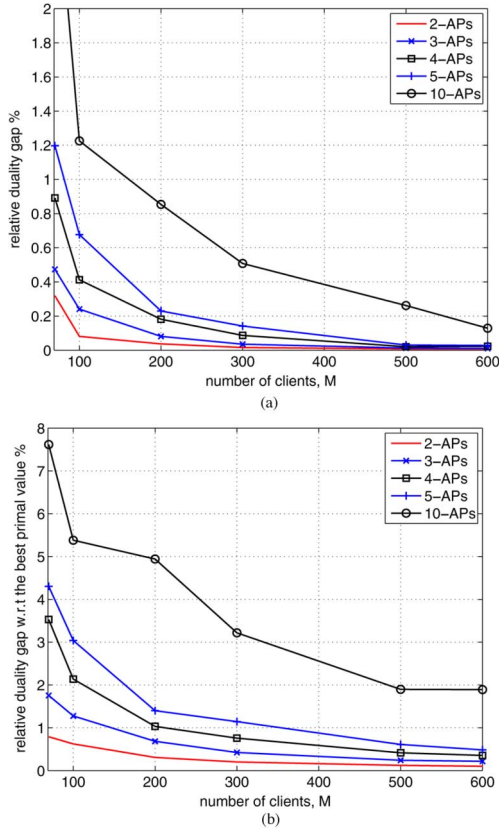 2
1.8
1.6
1.4
1.2
1
0.8
0.6
0.4
0.2
0
relative duality gap %
2-APs
3-APs
4-APs
5-APs
10-APs
100 200 300 400 500 600
number of clients, M
(a)
8
7
6
5
4
3
2
1
0
relative duality gap w.r.t the best primal value %
2-APs
3-APs
4-APs
5-APs
10-APs
100 200 300 400 500 600
number of clients, M
(b)